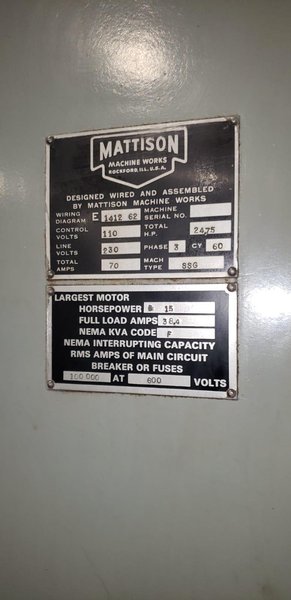 MATTISON
MACHINE WORKS
ROCKFORD, ILL. U.S.A.
DESIGNED WIRED AND ASSEMBLED
BY MATTISON MACHINE WORKS
WIRING DIAGRAM E 1412 62 MACHINE SERIAL NO.
CONTROL VOLTS 110 TOTAL H.P. 24.75
LINE VOLTS 230 PHASE 3 CY 60
TOTAL AMPS 70 MACH TYPE SSG
LARGEST MOTOR
HORSEPOWER 15
FULL LOAD AMPS 38.4
NEMA KVA CODE F
NEMA INTERRUPTING CAPACITY
RMS AMPS OF MAIN CIRCUIT
BREAKER OR FUSES
100 000 AT 600 VOLTS